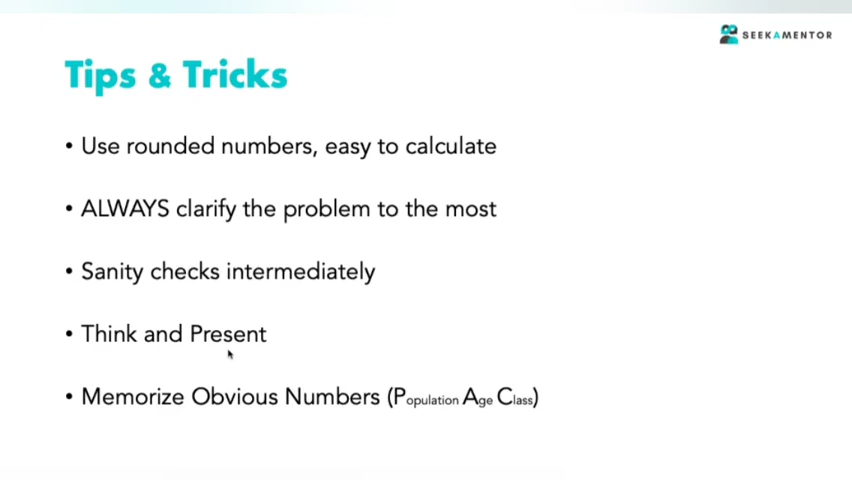 SEEKAMENTOR
Tips & Tricks
• Use rounded numbers, easy to calculate
• ALWAYS clarify the problem to the most
• Sanity checks intermediately
• Think and Present
• Memorize Obvious Numbers (Population Age Class)